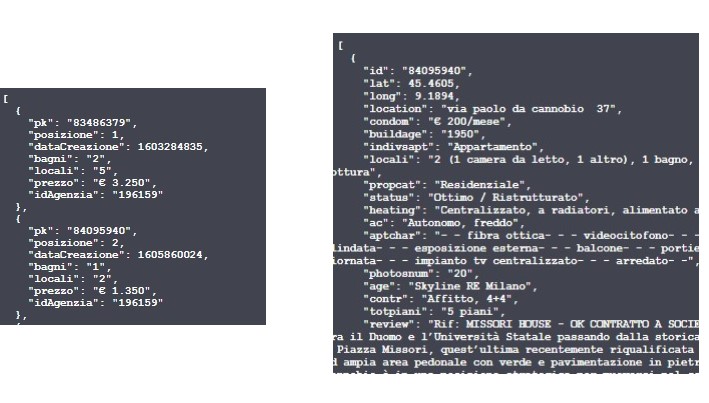 [
{
"pk": "83486379",
"posizione": 1,
"dataCreazione": 1603284835,
"bagni": "2",
"locali": "5",
"prezzo": "€ 3.250",
"idAgenzia": "196159"
},
{
"pk": "84095940",
"posizione": 2,
"dataCreazione": 1605860024,
"bagni": "1",
"locali": "2",
"prezzo": "€ 1.350",
"idAgenzia": "196159"
},
[
{
"id": "84095940",
"lat": 45.4605,
"long": 9.1894,
"location": "via paolo da cannobio  37",
"condom": "€ 200/mese",
"buildage": "1950",
"indivsapt": "Appartamento",
"locali": "2 (1 camera da letto, 1 altro), 1 bagno,
ottura",
"propcat": "Residenziale",
"status": "Ottimo / Ristrutturato",
"heating": "Centralizzato, a radiatori, alimentato a
"ac": "Autonomo, freddo",
"aptchar": "- - fibra ottica- - - videocitofono- - -
lindata- - - esposizione esterna- - - balcone- - - portie
iornata- - - impianto tv centralizzato- - - arredato- -",
"photosnum": "20",
"age": "Skyline RE Milano",
"contr": "Affitto, 4+4",
"totpiani": "5 piani",
"review": "Rif: MISSORI HOUSE - OK CONTRATTO A SOCIE
ra il Duomo e l'Università Statale passando dalla storica
Piazza Missori, quest'ultima recentemente riqualificata
d ampia area pedonale con verde e pavimentazione in pietr